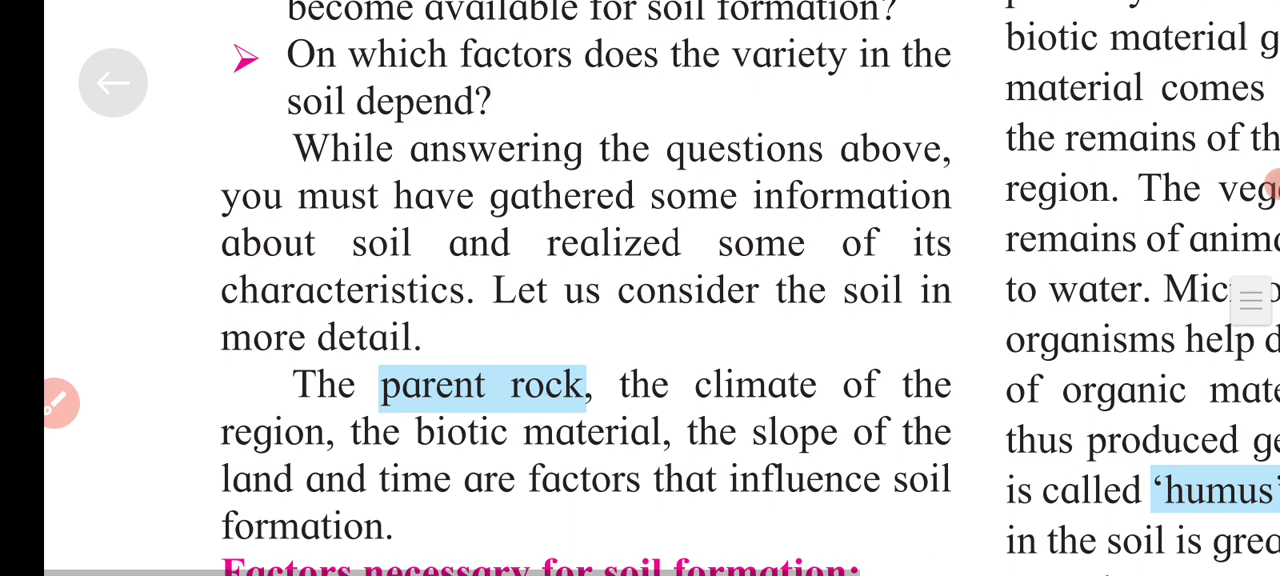 become available for soil formation?
On which factors does the variety in the
soil depend?
While answering the questions above,
you must have gathered some information
about soil and realized some of its
characteristics. Let us consider the soil in
more detail.
The parent rock, the climate of the
region, the biotic material, the slope of the
land and time are factors that influence soil
formation.
Factors necessary for soil formation:
biotic material
material comes
the remains of
region. The
remains of
to water.
organisms help
of organic
thus produced
is called ‘humus’
in the soil is